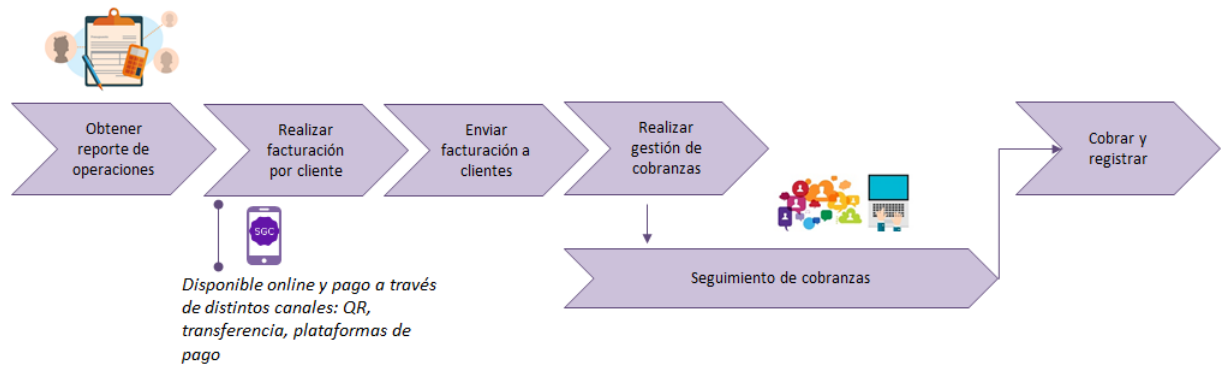 Obtener
reporte de
operaciones
Realizar
facturación
por cliente
Enviar
facturación a
clientes
Realizar
gestión de
cobranzas
Cobrar y
registrar
SGC
Disponible online y pago a través
de distintos canales: QR,
transferencia, plataformas de
pago
Seguimiento de cobranzas